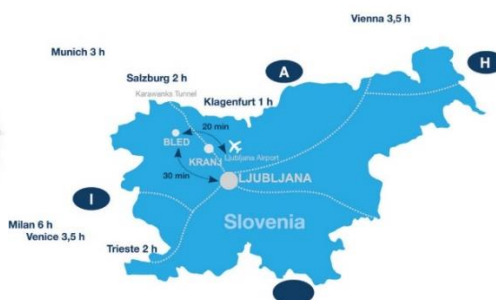 Vienna 3,5 h
Munich 3 h
H
A
Salzburg 2 h
Karawanks Tunnel
Klagenfurt 1 h
20 min
BLED
Ljubljana Airport
KRANJ
30 min
LJUBLJANA
I
Slovenia
Milan 6 h
Venice 3,5 h
Trieste 2 h